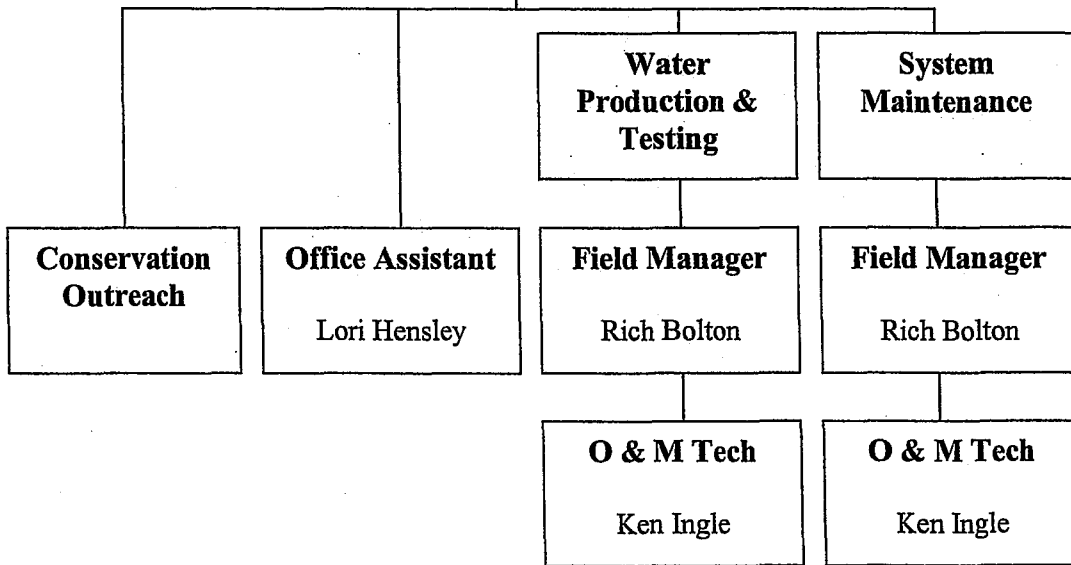 Water
Production &
Testing
System
Maintenance
Conservation
Outreach
Office Assistant
Lori Hensley
Field Manager
Rich Bolton
Field Manager
Rich Bolton
O & M Tech
Ken Ingle
O & M Tech
Ken Ingle